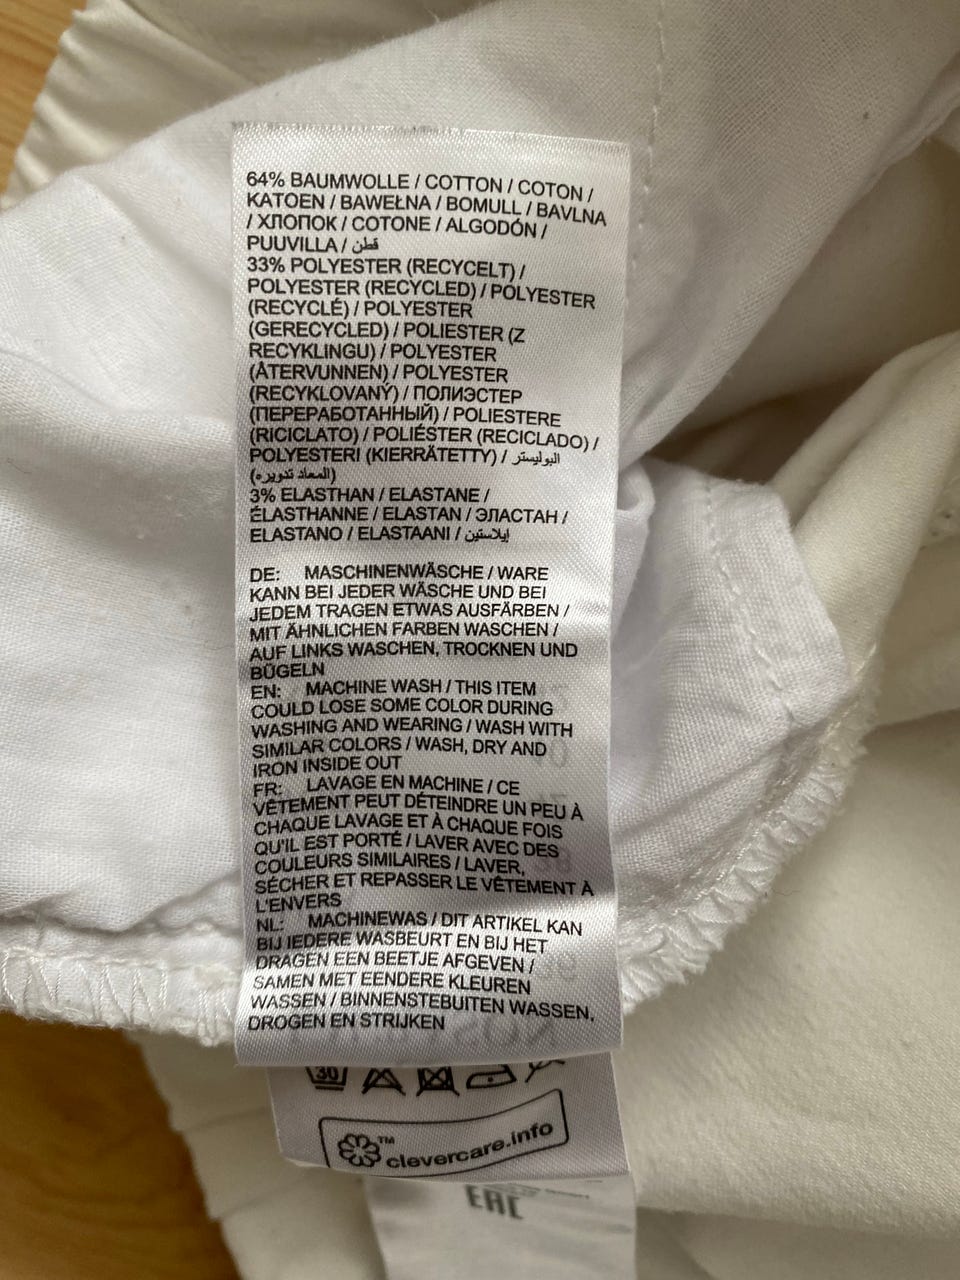 64% BAUMWOLLE / COTTON / COTON /
KATOEN / BAWEŁNA / BOMULL / BAVLNA
/ ХЛОПОК / COTONE / ALGODÓN /
PUUVILLA / قطن
33% POLYESTER (RECYCELT) /
POLYESTER (RECYCLED) / POLYESTER
(RECYCLÉ) / POLYESTER
(GERECYCLED) / POLIESTER (Z
RECYKLINGU) / POLYESTER
(ÅTERVUNNEN) / POLYESTER
(RECYKLOVANÝ) / ПОЛИЭСТЕР
(ПЕРЕРАБОТАННЫЙ) / POLIESTERE
(RICICLATO) / POLIÉSTER (RECICLADO) /
POLYESTERI (KIERRÄTETTY) / البوليستر
(المعاد تدويره)
3% ELASTHAN / ELASTANE /
ÉLASTHANNE / ELASTAN / ЭЛАСТАН /
ELASTANO / ELASTAANI / إيلاستين
DE: MASCHINENWÄSCHE / WARE
KANN BEI JEDER WÄSCHE UND BEI
JEDEM TRAGEN ETWAS AUSFÄRBEN /
MIT ÄHNLICHEN FARBEN WASCHEN /
AUF LINKS WASCHEN, TROCKNEN UND
BÜGELN
EN: MACHINE WASH / THIS ITEM
COULD LOSE SOME COLOR DURING
WASHING AND WEARING / WASH WITH
SIMILAR COLORS / WASH, DRY AND
IRON INSIDE OUT
FR: LAVAGE EN MACHINE / CE
VÊTEMENT PEUT DÉTEINDRE UN PEU À
CHAQUE LAVAGE ET À CHAQUE FOIS
QU'IL EST PORTÉ / LAVER AVEC DES
COULEURS SIMILAIRES / LAVER,
SÉCHER ET REPASSER LE VÊTEMENT À
L'ENVERS
NL: MACHINEWAS / DIT ARTIKEL KAN
BIJ IEDERE WASBEURT EN BIJ HET
DRAGEN EEN BEETJE AFGEVEN /
SAMEN MET EENDERE KLEUREN
WASSEN / BINNENSTEBUITEN WASSEN,
DROGEN EN STRIJKEN
30
™ clevercare.info
EAC